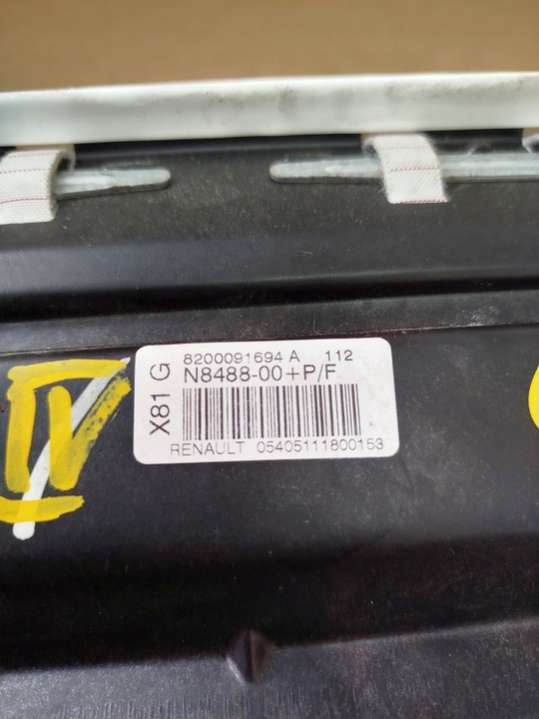 X81 G
8200091694 A 112
N8488-00+P/F
RENAULT 05405111800153